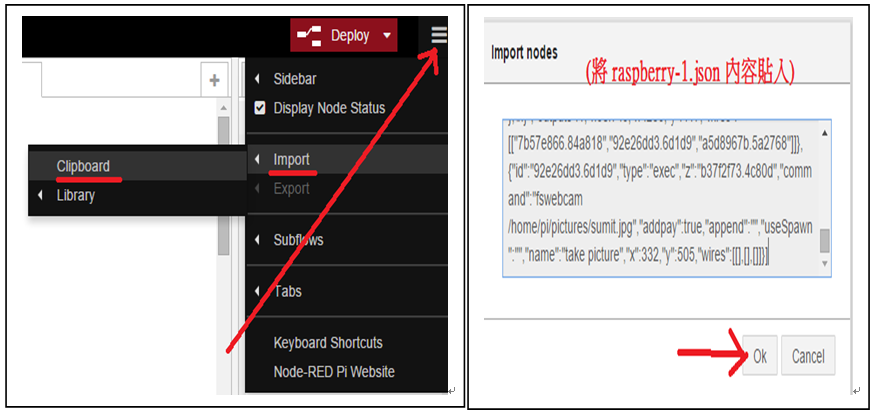 Deploy
+
Sidebar
Display Node Status
Import
Export
Clipboard
Library
Subflows
Tabs
Keyboard Shortcuts
Node-RED Pi Website
Import nodes
(將 raspberry-1.json 內容貼入)
[["7b57e866.84a818","92e26dd3.6d1d9","a5d8967b.5a2768"]]},
{"id":"92e26dd3.6d1d9","type":"exec","z":"b37f2f73.4c80d","comm
and":"fswebcam
/home/pi/pictures/sumit.jpg","addpay":true,"append":"","useSpawn
":"","name":"take picture","x":332,"y":505,"wires":[[],[],[]]}]
Ok
Cancel